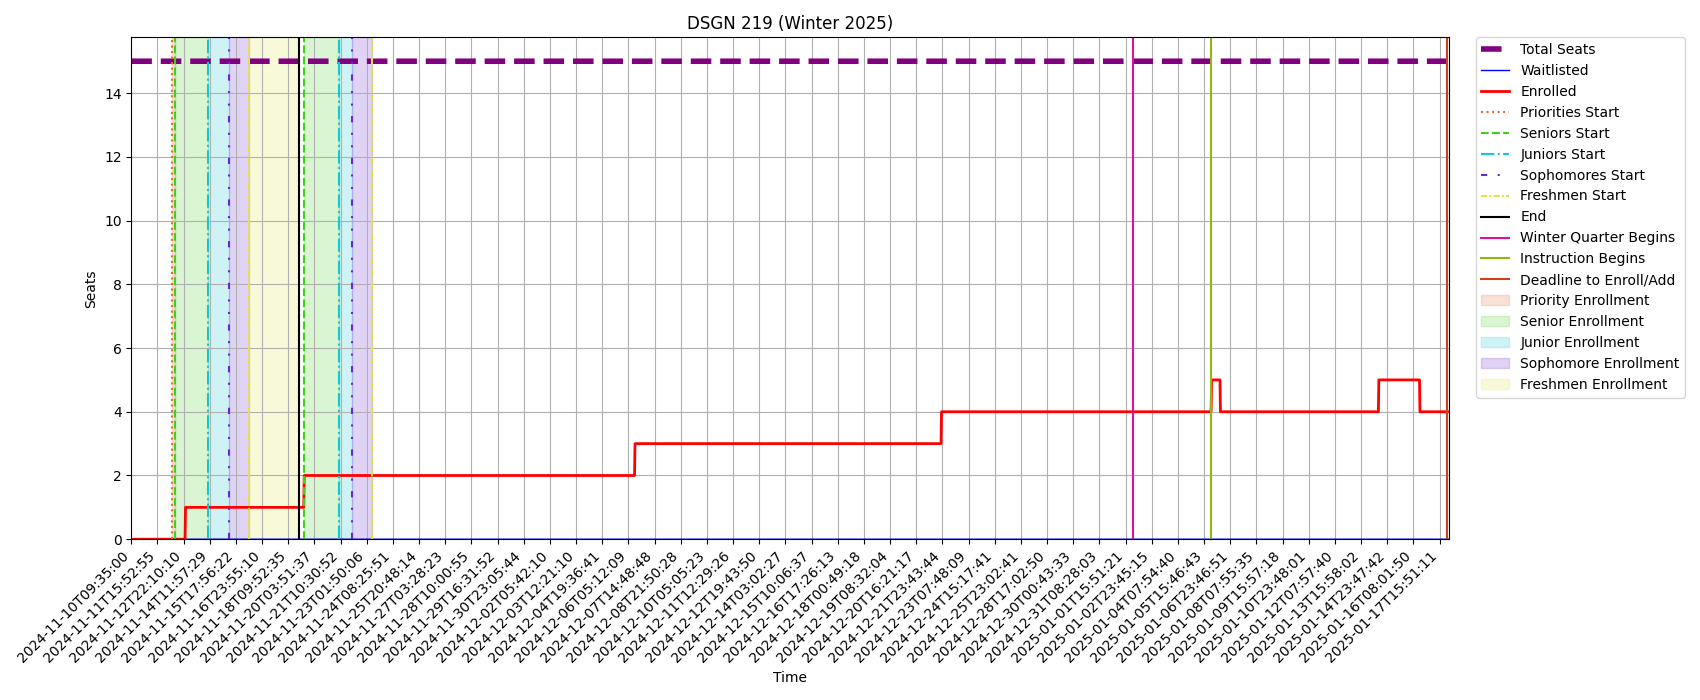 DSGN 219 (Winter 2025)
Total Seats
Waitlisted
Enrolled
Priorities Start
Seniors Start
Juniors Start
Sophomores Start
Freshmen Start
End
Winter Quarter Begins
Instruction Begins
Deadline to Enroll/Add
Priority Enrollment
Senior Enrollment
Junior Enrollment
Sophomore Enrollment
Freshmen Enrollment
Seats
14
12
10
8
6
4
2
0
2024-11-10T09:35:00
2024-11-11T15:52:55
2024-11-12T22:10:10
2024-11-14T11:57:29
2024-11-15T17:56:22
2024-11-16T23:55:10
2024-11-18T09:52:35
2024-11-20T03:51:37
2024-11-21T10:30:52
2024-11-23T01:50:06
2024-11-24T08:25:51
2024-11-25T20:48:14
2024-11-27T03:28:23
2024-11-28T10:00:55
2024-11-29T16:31:52
2024-11-30T23:05:44
2024-12-02T05:42:10
2024-12-03T12:21:10
2024-12-04T19:36:41
2024-12-06T05:12:09
2024-12-07T14:48:48
2024-12-08T21:50:28
2024-12-10T05:05:23
2024-12-11T12:29:26
2024-12-12T19:43:50
2024-12-14T03:02:27
2024-12-15T10:06:37
2024-12-16T17:26:13
2024-12-18T00:49:18
2024-12-19T08:32:04
2024-12-20T16:21:17
2024-12-21T23:43:44
2024-12-23T07:48:09
2024-12-24T15:17:41
2024-12-25T23:02:41
2024-12-28T17:02:50
2024-12-30T00:43:33
2024-12-31T08:28:03
2025-01-01T15:51:21
2025-01-02T23:45:15
2025-01-04T07:54:40
2025-01-05T15:46:43
2025-01-06T23:46:51
2025-01-08T07:55:35
2025-01-09T15:57:18
2025-01-10T23:48:01
2025-01-12T07:57:40
2025-01-13T15:58:02
2025-01-14T23:47:42
2025-01-16T08:01:50
2025-01-17T15:51:11
Time